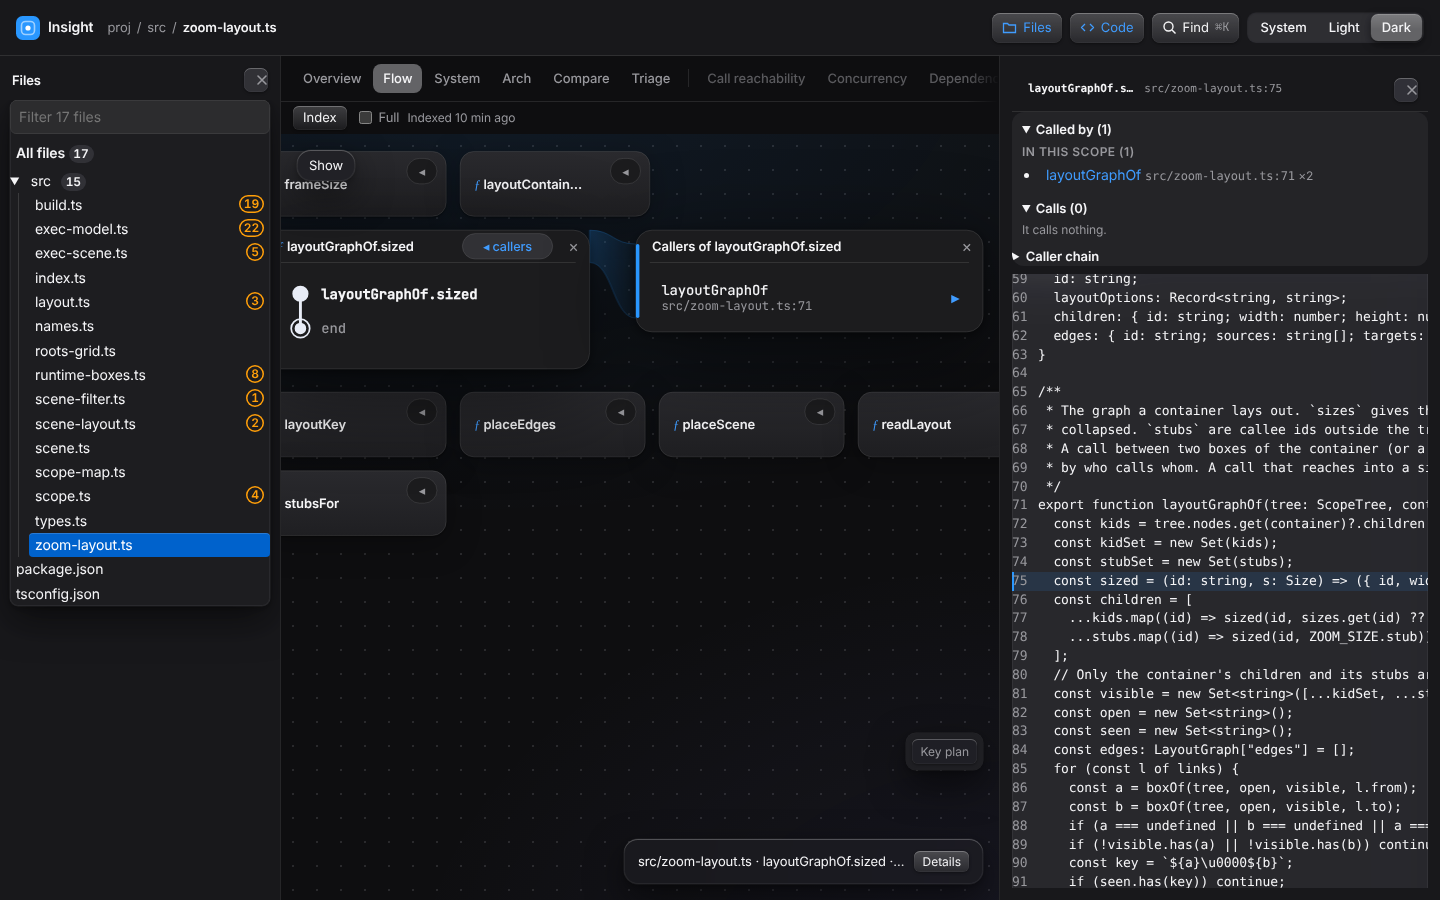 Insight proj / src / zoom-layout.ts
Files Code Find ⌘K System Light Dark
Files
Filter 17 files
All files 17
src 15
build.ts 19
exec-model.ts 22
exec-scene.ts 5
index.ts
layout.ts 3
names.ts
roots-grid.ts
runtime-boxes.ts 8
scene-filter.ts 1
scene-layout.ts 2
scene.ts
scope-map.ts
scope.ts 4
types.ts
zoom-layout.ts
package.json
tsconfig.json
Overview Flow System Arch Compare Triage Call reachability Concurrency Dependen
Index Full Indexed 10 min ago
Show
frameSize
ƒ layoutContain…
layoutGraphOf.sized ◂ callers ×
layoutGraphOf.sized
end
Callers of layoutGraphOf.sized ×
layoutGraphOf
src/zoom-layout.ts:71
layoutKey
ƒ placeEdges
ƒ placeScene
ƒ readLayout
stubsFor
Key plan
src/zoom-layout.ts · layoutGraphOf.sized ·… Details
layoutGraphOf.s… src/zoom-layout.ts:75
Called by (1)
IN THIS SCOPE (1)
layoutGraphOf src/zoom-layout.ts:71 ×2
Calls (0)
It calls nothing.
Caller chain
59 id: string;
60 layoutOptions: Record<string, string>;
61 children: { id: string; width: number; height: nu
62 edges: { id: string; sources: string[]; targets:
63 }
64
65 /**
66 * The graph a container lays out. `sizes` gives th
67 * collapsed. `stubs` are callee ids outside the tr
68 * A call between two boxes of the container (or a
69 * by who calls whom. A call that reaches into a si
70 */
71 export function layoutGraphOf(tree: ScopeTree, cont
72 const kids = tree.nodes.get(container)?.children
73 const kidSet = new Set(kids);
74 const stubSet = new Set(stubs);
75 const sized = (id: string, s: Size) => ({ id, wid
76 const children = [
77 ...kids.map((id) => sized(id, sizes.get(id) ??
78 ...stubs.map((id) => sized(id, ZOOM_SIZE.stub)
79 ];
80 // Only the container's children and its stubs ar
81 const visible = new Set<string>([...kidSet, ...st
82 const open = new Set<string>();
83 const seen = new Set<string>();
84 const edges: LayoutGraph["edges"] = [];
85 for (const l of links) {
86 const a = boxOf(tree, open, visible, l.from);
87 const b = boxOf(tree, open, visible, l.to);
88 if (a === undefined || b === undefined || a ===
89 if (!visible.has(a) || !visible.has(b)) continu
90 const key = `${a}\u0000${b}`;
91 if (seen.has(key)) continue;